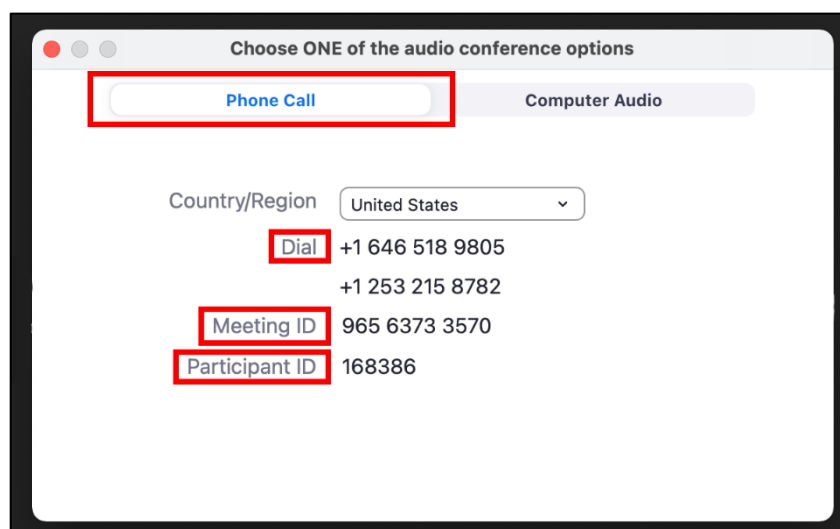 Choose ONE of the audio conference options
Phone Call Computer Audio
Country/Region United States
Dial +1 646 518 9805
+1 253 215 8782
Meeting ID 965 6373 3570
Participant ID 168386